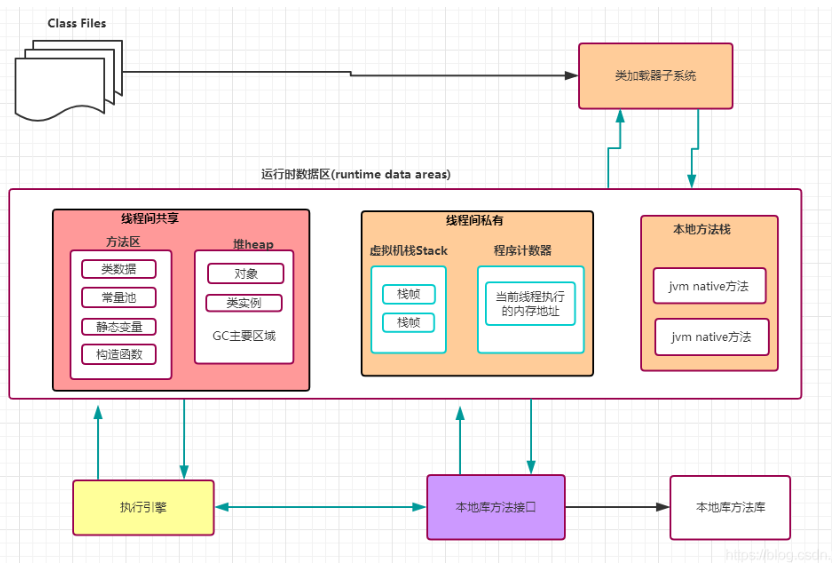 Class Files
类加载器子系统
运行时数据区(runtime data areas)
线程间共享
方法区
类数据
常量池
静态变量
构造函数
堆heap
对象
类实例
GC主要区域
线程间私有
虚拟机栈Stack
栈帧
栈帧
程序计数器
当前线程执行
的内存地址
本地方法栈
jvm native方法
jvm native方法
执行引擎
本地库方法接口
本地库方法库
https://blog.csdn.